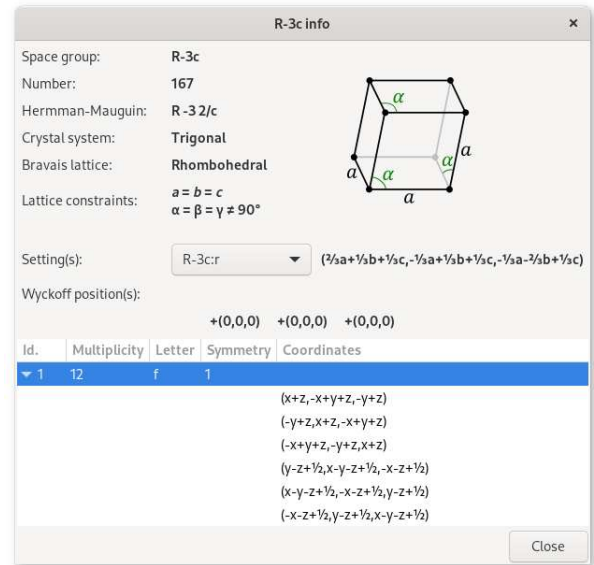 R-3c info ×
Space group: R-3c
Number: 167
Hermman-Mauguin: R -3 2/c
Crystal system: Trigonal
Bravais lattice: Rhombohedral
Lattice constraints: a = b = c
α = β = γ ≠ 90°
α
α
α
a
a
a
Setting(s): R-3c:r (⅔a+⅓b+⅓c,-⅓a+⅓b+⅓c,-⅓a-⅔b+⅓c)
Wyckoff position(s):
+(0,0,0) +(0,0,0) +(0,0,0)
Id. Multiplicity Letter Symmetry Coordinates
1 12 f 1
(x+z,-x+y+z,-y+z)
(-y+z,x+z,-x+y+z)
(-x+y+z,-y+z,x+z)
(y-z+½,x-y-z+½,-x-z+½)
(x-y-z+½,-x-z+½,y-z+½)
(-x-z+½,y-z+½,x-y-z+½)
Close